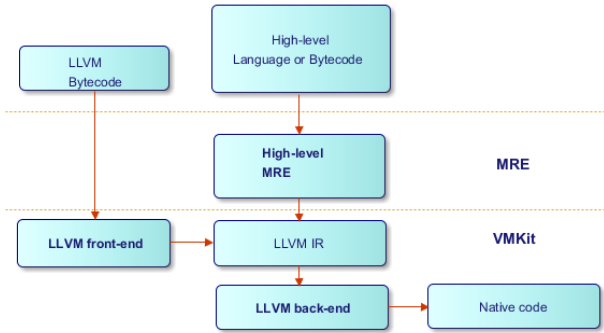 High-level
Language or Bytecode
LLVM
Bytecode
High-level
MRE
MRE
LLVM front-end
LLVM IR
VMKit
LLVM back-end
Native code